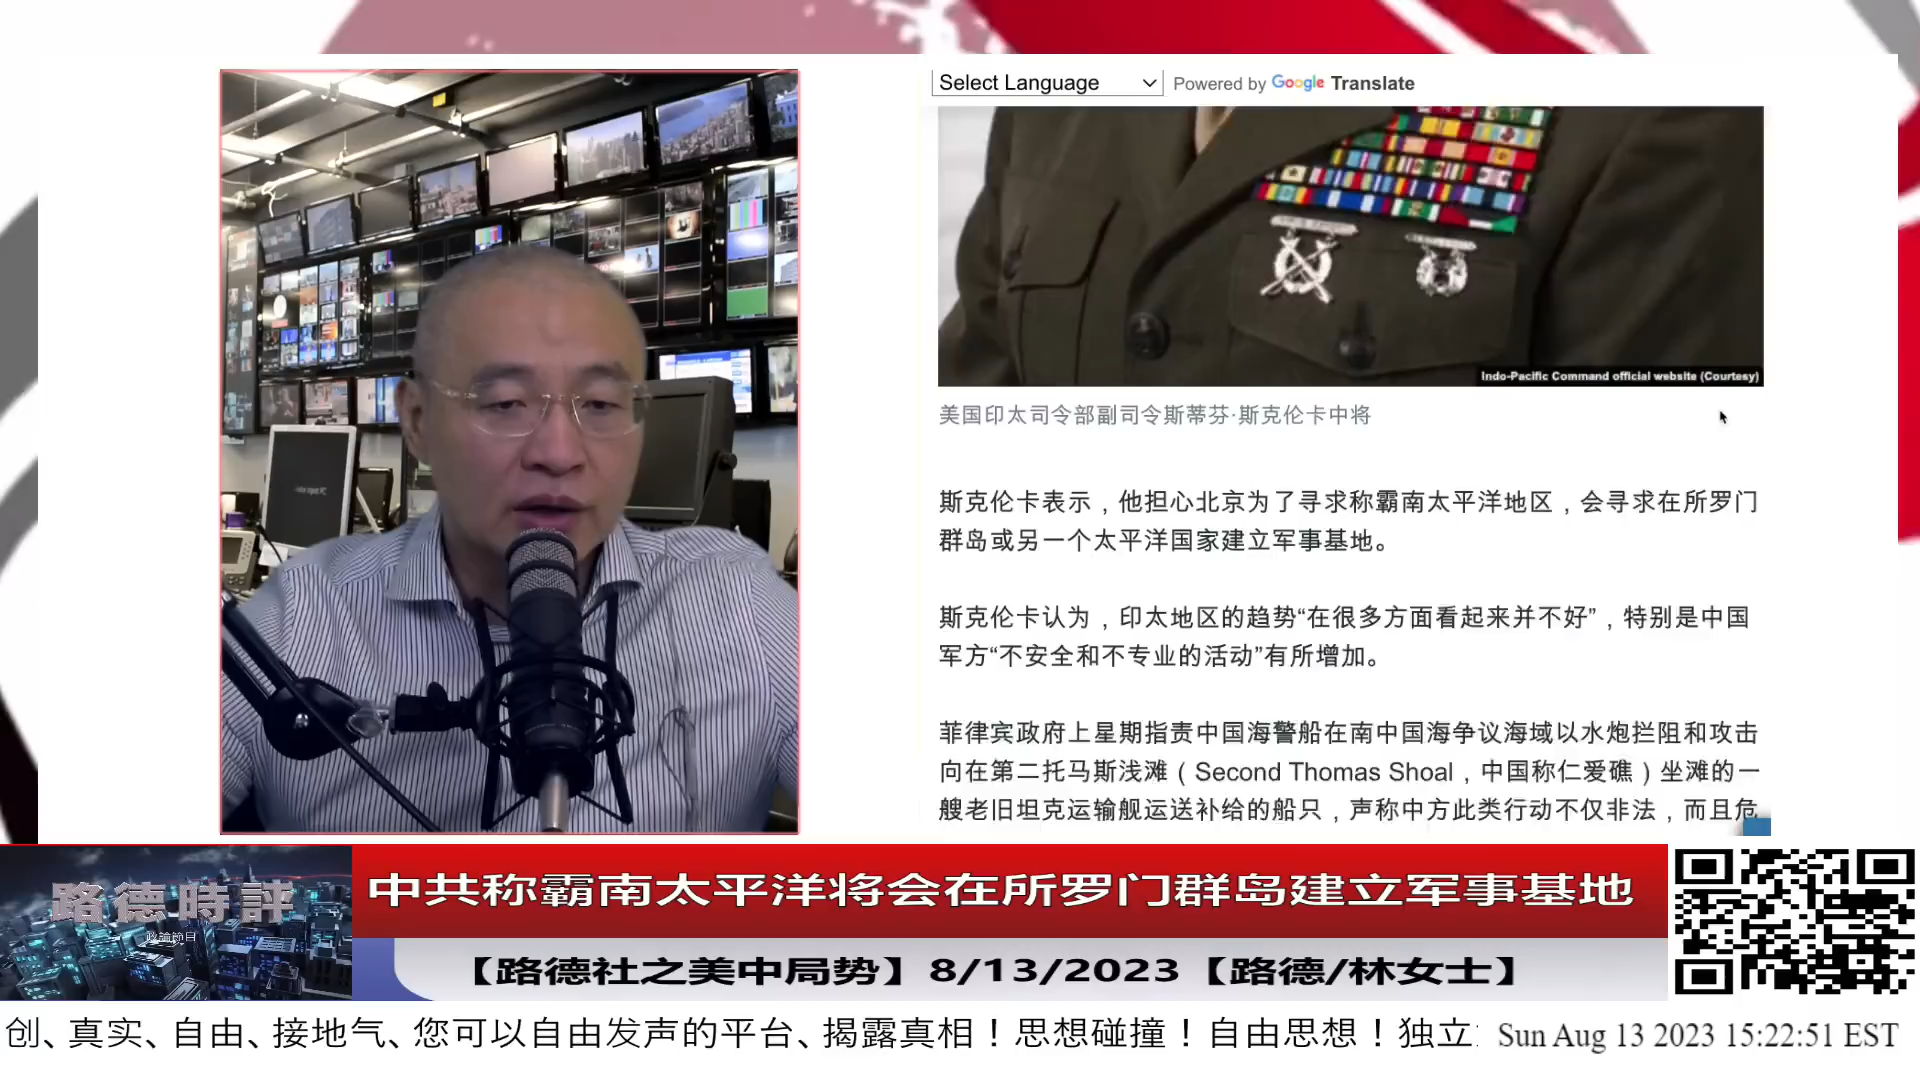 Select Language
Powered by Google Translate
Indo-Pacific Command official website (Courtesy)
美国印太司令部副司令斯蒂芬·斯克伦卡中将
斯克伦卡表示，他担心北京为了寻求称霸南太平洋地区，会寻求在所罗门
群岛或另一个太平洋国家建立军事基地。
斯克伦卡认为，印太地区的趋势“在很多方面看起来并不好”，特别是中国
军方“不安全和不专业的活动”有所增加。
菲律宾政府上星期指责中国海警船在南中国海争议海域以水炮拦阻和攻击
向在第二托马斯浅滩（Second Thomas Shoal，中国称仁爱礁）坐滩的一
艘老旧坦克运输舰运送补给的船只，声称中方此类行动不仅非法，而且危
路德時評
政論節目
中共称霸南太平洋将会在所罗门群岛建立军事基地
【路德社之美中局势】8/13/2023【路德/林女士】
创、真实、自由、接地气、您可以自由发声的平台、揭露真相！思想碰撞！自由思想！独立
Sun Aug 13 2023 15:22:51 EST